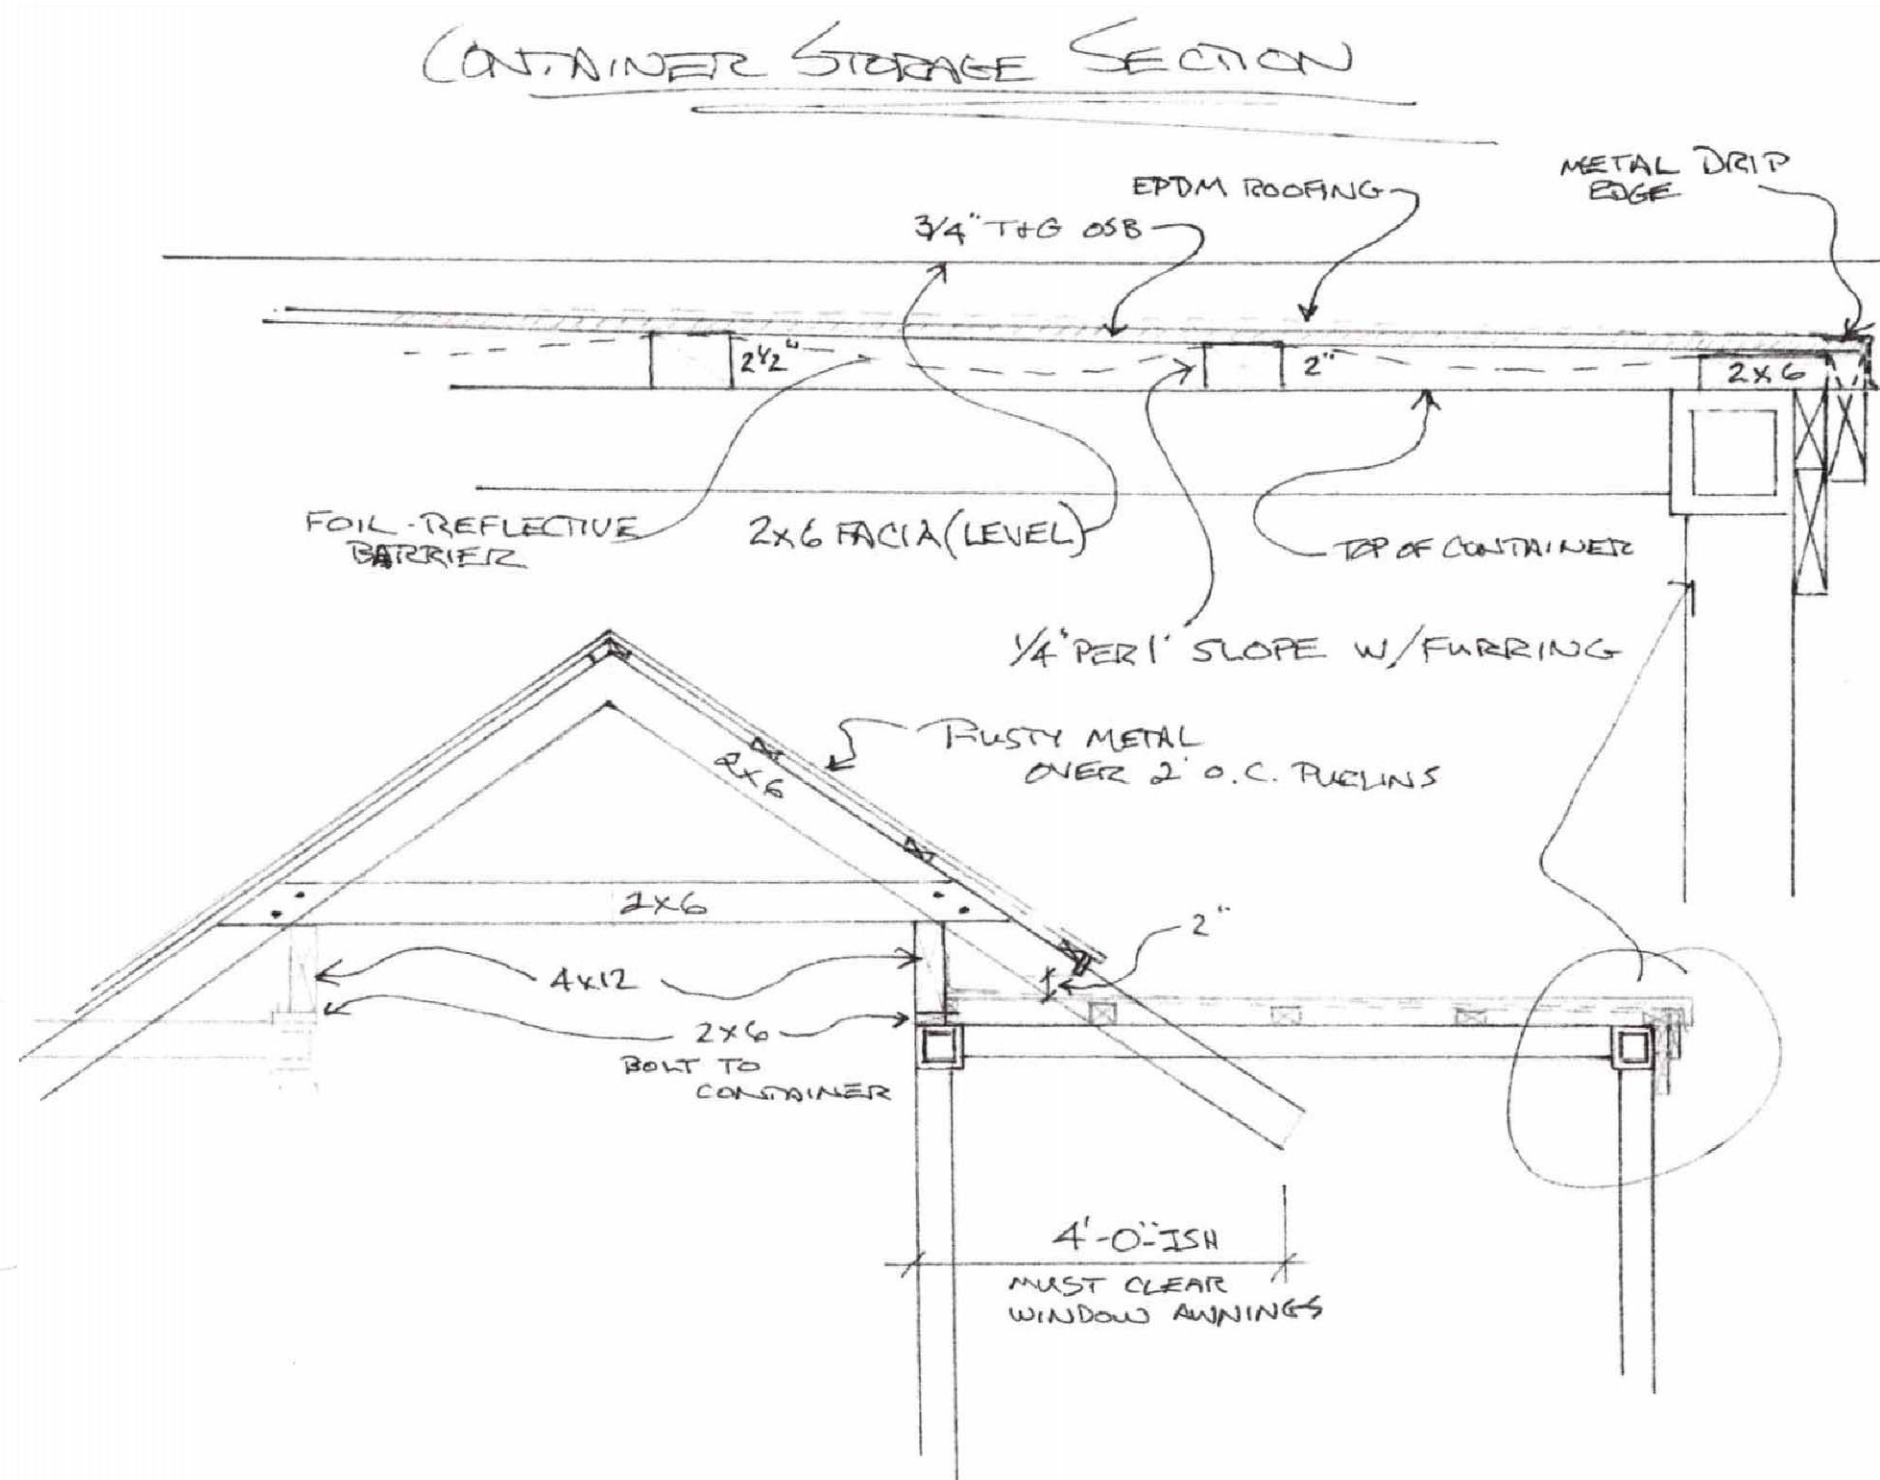 CONTAINER STORAGE SECTION
METAL DRIP
EDGE
EPDM ROOFING
3/4" T+G OSB
2 1/2"
2"
2x6
FOIL-REFLECTIVE
BARRIER
2x6 FACIA (LEVEL)
TOP OF CONTAINER
1/4" PER 1' SLOPE W/FURRING
RUSTY METAL
OVER 2' O.C. PURLINS
2x6
2x6
2"
4x12
2x6
BOLT TO
CONTAINER
4'-0"-ISH
MUST CLEAR
WINDOW AWNINGS